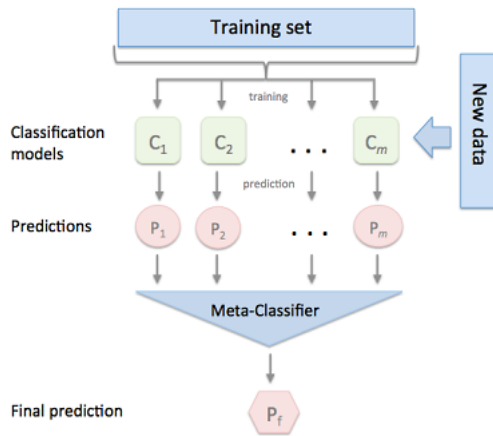 Training set
training
Classification
models
C1
C2
. . .
Cm
New data
prediction
Predictions
P1
P2
. . .
Pm
Meta-Classifier
Final prediction
Pf